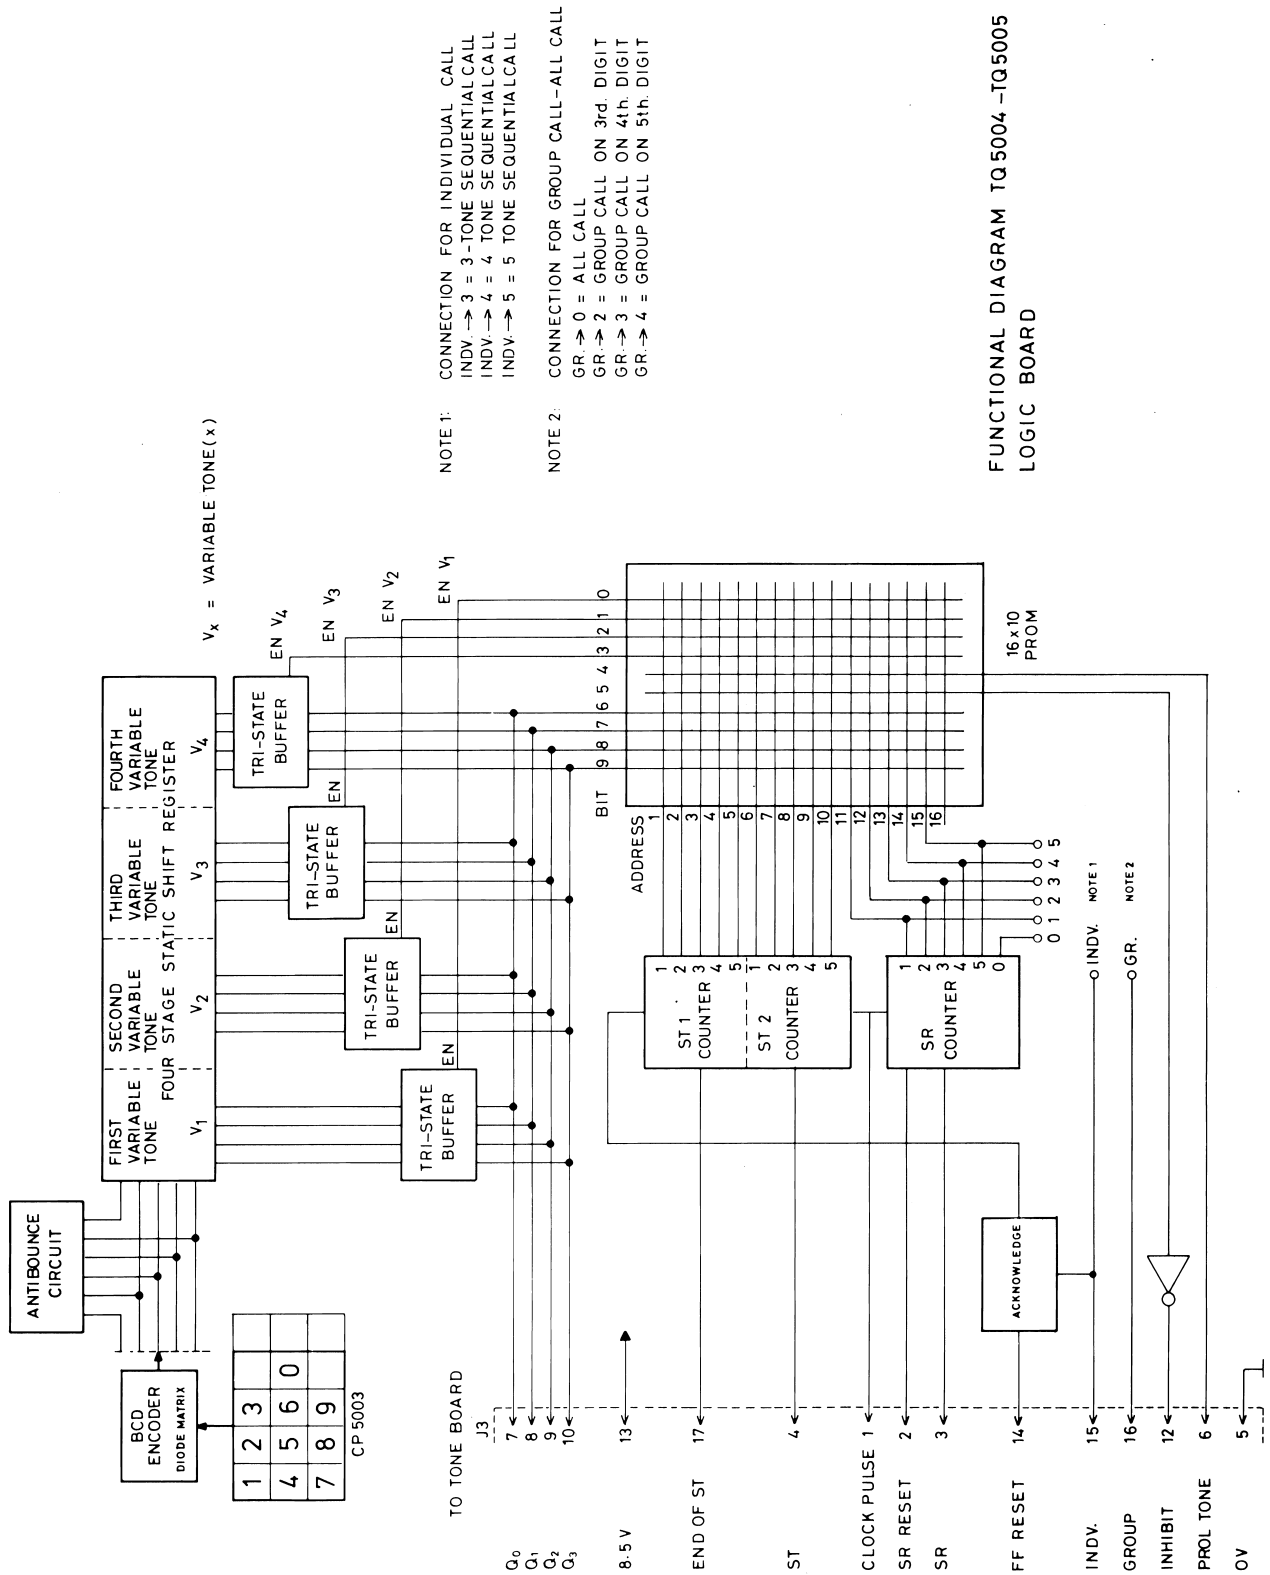 ANTIBOUNCE
CIRCUIT
BCD
ENCODER
DIODE MATRIX
1 2 3
4 5 6 0
7 8 9
CP 5003
FIRST
VARIABLE
TONE
SECOND
VARIABLE
TONE
THIRD
VARIABLE
TONE
FOURTH
VARIABLE
TONE
FOUR STAGE STATIC SHIFT REGISTER
V1
V2
V3
V4
Vx = VARIABLE TONE(x)
TRI-STATE
BUFFER
EN
TRI-STATE
BUFFER
EN
TRI-STATE
BUFFER
EN
TRI-STATE
BUFFER
EN V4
EN V3
EN V2
EN V1
TO TONE BOARD
J3
Q0 7
Q1 8
Q2 9
Q3 10
8.5 V 13
END OF ST 17
ST 4
CLOCK PULSE 1
SR RESET 2
SR 3
FF RESET 14
INDV. 15
GROUP 16
INHIBIT 12
PROL TONE 6
0V 5
BIT 9 8 7 6 5 4 3 2 1 0
ADDRESS
1
2
3
4
5
6
7
8
9
10
11
12
13
14
15
16
16 x 10
PROM
ST 1
COUNTER
1
2
3
4
5
ST 2
COUNTER
1
2
3
4
5
SR
COUNTER
1
2
3
4
5
0
0 1 2 3 4 5
INDV. NOTE 1
GR. NOTE 2
ACKNOWLEDGE
NOTE 1: CONNECTION FOR INDIVIDUAL CALL
INDV.→ 3 = 3-TONE SEQUENTIAL CALL
INDV.→ 4 = 4 TONE SEQUENTIAL CALL
INDV.→ 5 = 5 TONE SEQUENTIAL CALL
NOTE 2: CONNECTION FOR GROUP CALL-ALL CALL
GR.→ 0 = ALL CALL
GR.→ 2 = GROUP CALL ON 3rd. DIGIT
GR.→ 3 = GROUP CALL ON 4th. DIGIT
GR.→ 4 = GROUP CALL ON 5th. DIGIT
FUNCTIONAL DIAGRAM TQ5004-TQ5005
LOGIC BOARD